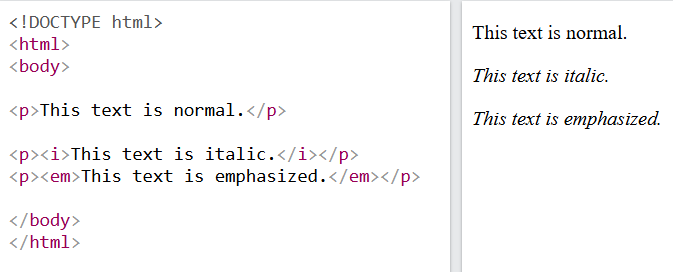 <!DOCTYPE html>
<html>
<body>
<p>This text is normal.</p>
<p><i>This text is italic.</i></p>
<p><em>This text is emphasized.</em></p>
</body>
</html>
This text is normal.
This text is italic.
This text is emphasized.